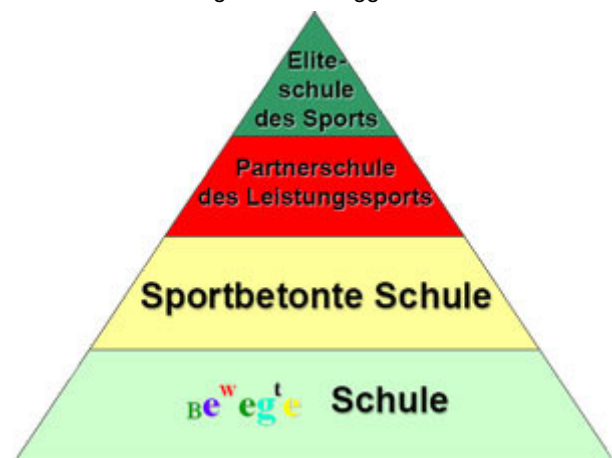 Elite-
schule
des Sports
Partnerschule
des Leistungssports
Sportbetonte Schule
Bewegte Schule